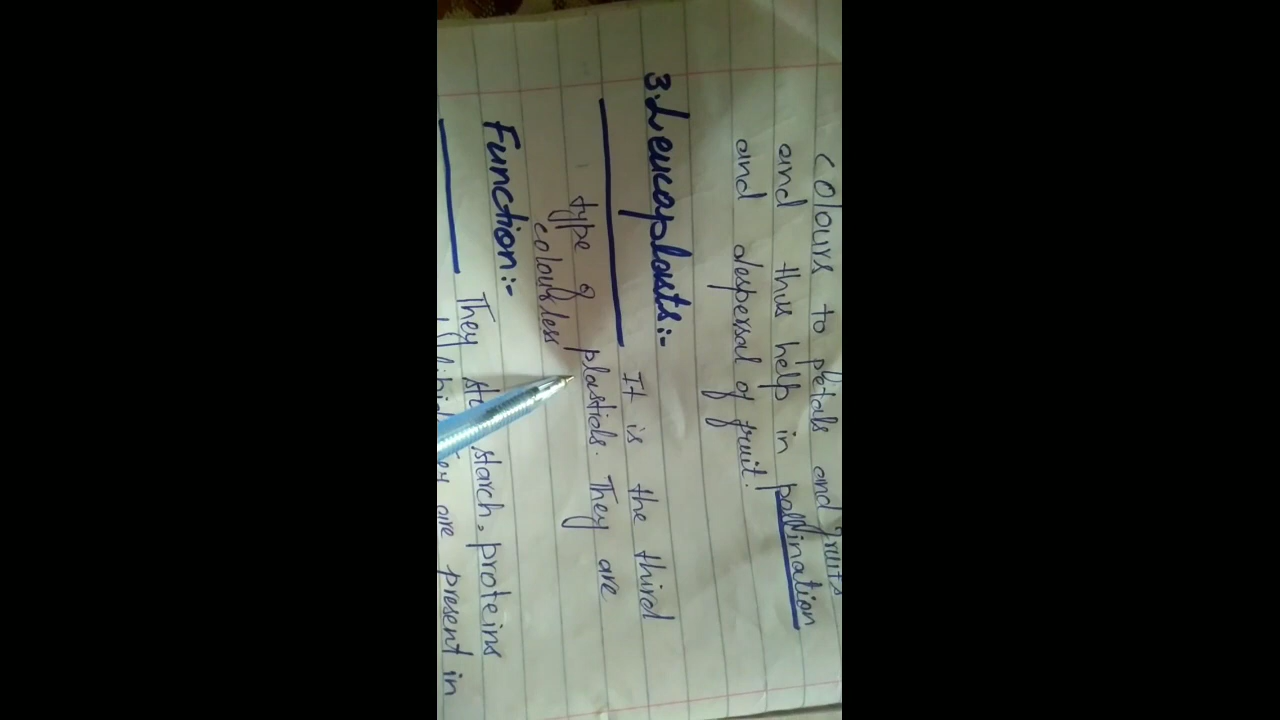 colours to petals and fruits
and thus help in pollination
and despersal of fruit.
3. Leucoplasts:-
It is the third
type of plastids. They are
colourless
Function:-
They starch, proteins
are present in